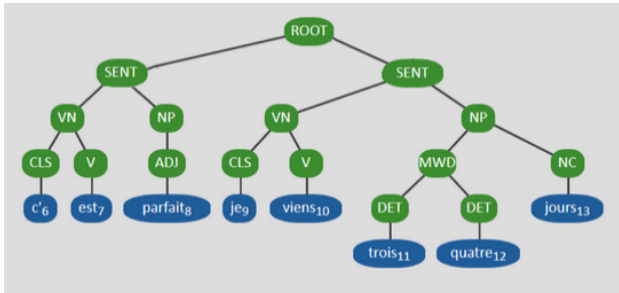 ROOT
SENT SENT
VN NP VN NP
CLS V ADJ CLS V MWD NC
c'6 est7 parfait8 je9 viens10 DET DET jours13
trois11 quatre12